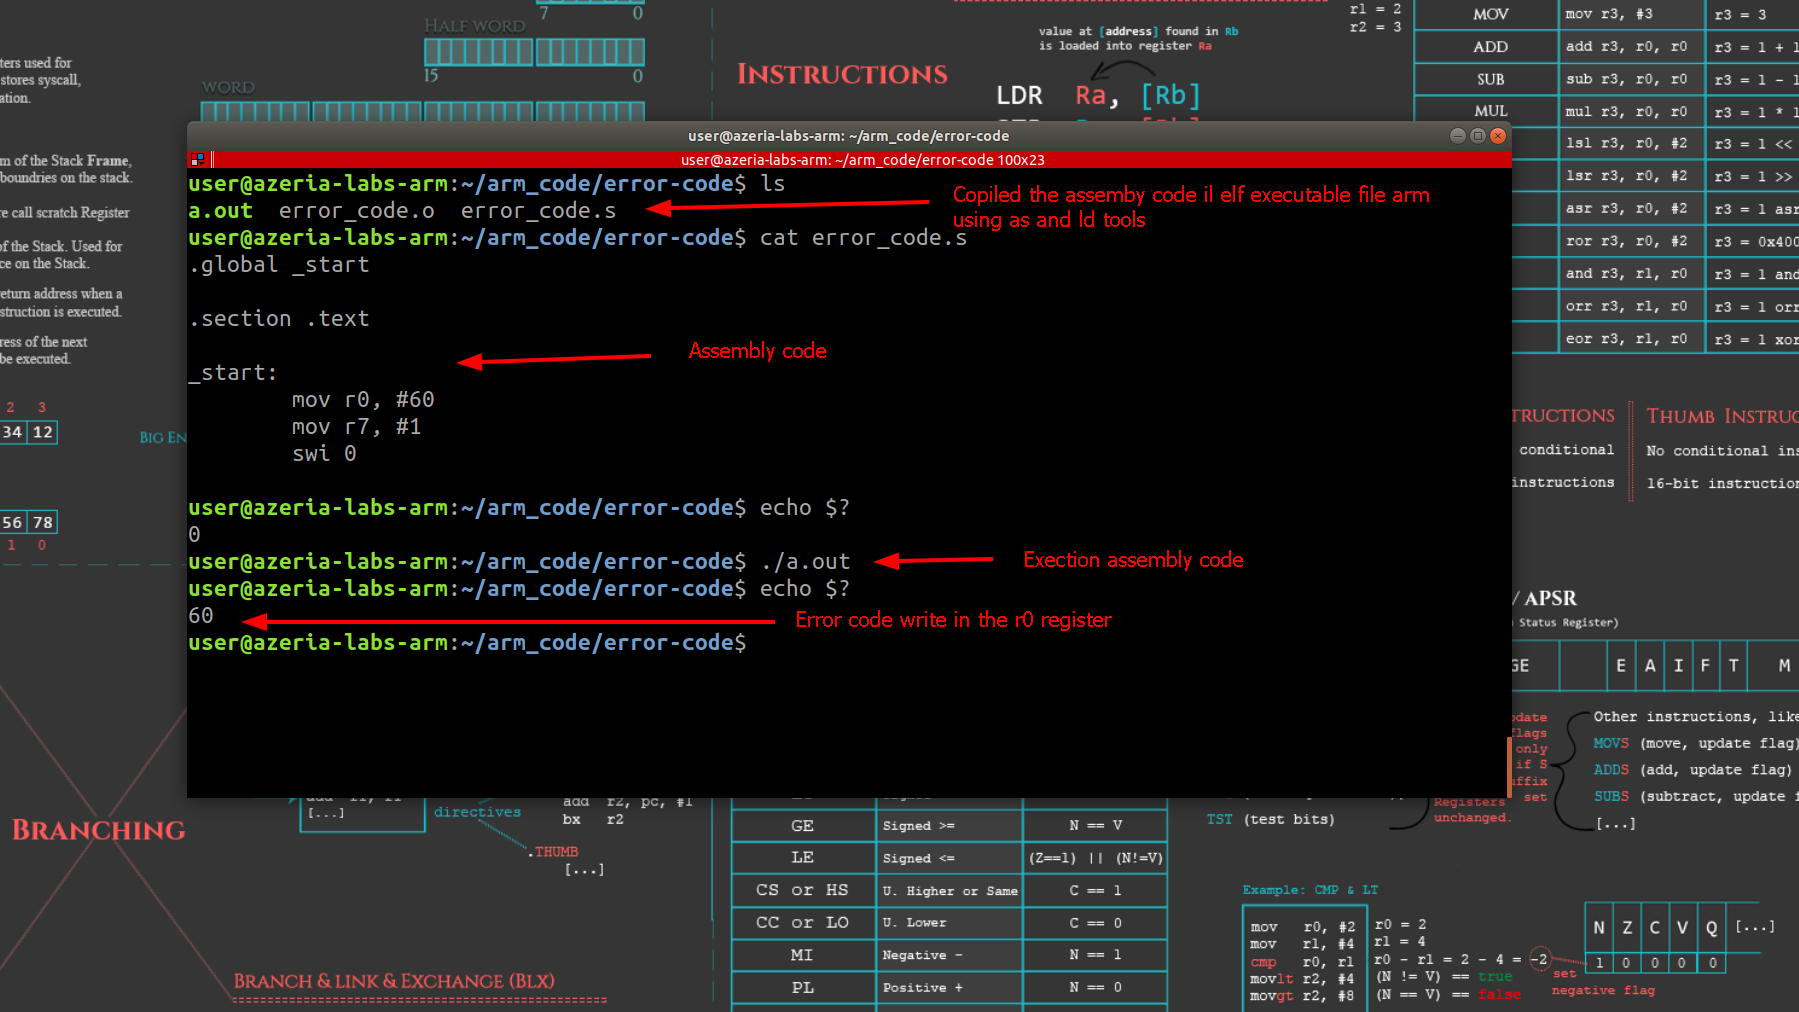 HALF WORD
7 0
15 0
WORD
ters used for
stores syscall,
ation.
m of the Stack Frame,
boundries on the stack.
re call scratch Register
of the Stack. Used for
ce on the Stack.
return address when a
struction is executed.
ress of the next
be executed.
2 3
34 12
BIG EN
56 78
1 0
INSTRUCTIONS
value at [address] found in Rb
is loaded into register Ra
LDR Ra, [Rb]
r1 = 2
r2 = 3
MOV mov r3, #3 r3 = 3
ADD add r3, r0, r0 r3 = 1 + 1
SUB sub r3, r0, r0 r3 = 1 - 1
MUL mul r3, r0, r0 r3 = 1 * 1
lsl r3, r0, #2 r3 = 1 <<
lsr r3, r0, #2 r3 = 1 >>
asr r3, r0, #2 r3 = 1 asr
ror r3, r0, #2 r3 = 0x400
and r3, r1, r0 r3 = 1 and
orr r3, r1, r0 r3 = 1 orr
eor r3, r1, r0 r3 = 1 xor
user@azeria-labs-arm: ~/arm_code/error-code
user@azeria-labs-arm: ~/arm_code/error-code 100x23
user@azeria-labs-arm:~/arm_code/error-code$ ls
a.out error_code.o error_code.s
Copiled the assemby code il elf executable file arm
using as and ld tools
user@azeria-labs-arm:~/arm_code/error-code$ cat error_code.s
.global _start
.section .text
Assembly code
_start:
mov r0, #60
mov r7, #1
swi 0
user@azeria-labs-arm:~/arm_code/error-code$ echo $?
0
user@azeria-labs-arm:~/arm_code/error-code$ ./a.out
Exection assembly code
user@azeria-labs-arm:~/arm_code/error-code$ echo $?
60
Error code write in the r0 register
user@azeria-labs-arm:~/arm_code/error-code$
TRUCTIONS THUMB INSTRUC
conditional No conditional ins
instructions 16-bit instruction
/ APSR
Status Register)
GE E A I F T M
pdate
flags
only
if S
uffix
set
Other instructions, like
MOVS (move, update flag)
ADDS (add, update flag)
SUBS (subtract, update f
[...]
Registers
unchanged.
TST (test bits)
BRANCHING
[...]
directives
add r2, pc, #1
bx r2
.THUMB
[...]
BRANCH & LINK & EXCHANGE (BLX)
GE Signed >= N == V
LE Signed <= (Z==1) || (N!=V)
CS or HS U. Higher or Same C == 1
CC or LO U. Lower C == 0
MI Negative - N == 1
PL Positive + N == 0
Example: CMP & LT
mov r0, #2 r0 = 2
mov r1, #4 r1 = 4
cmp r0, r1 r0 - r1 = 2 - 4 = -2
movlt r2, #4 (N != V) == true
movgt r2, #8 (N == V) == false
N Z C V Q [...]
1 0 0 0 0
set
negative flag